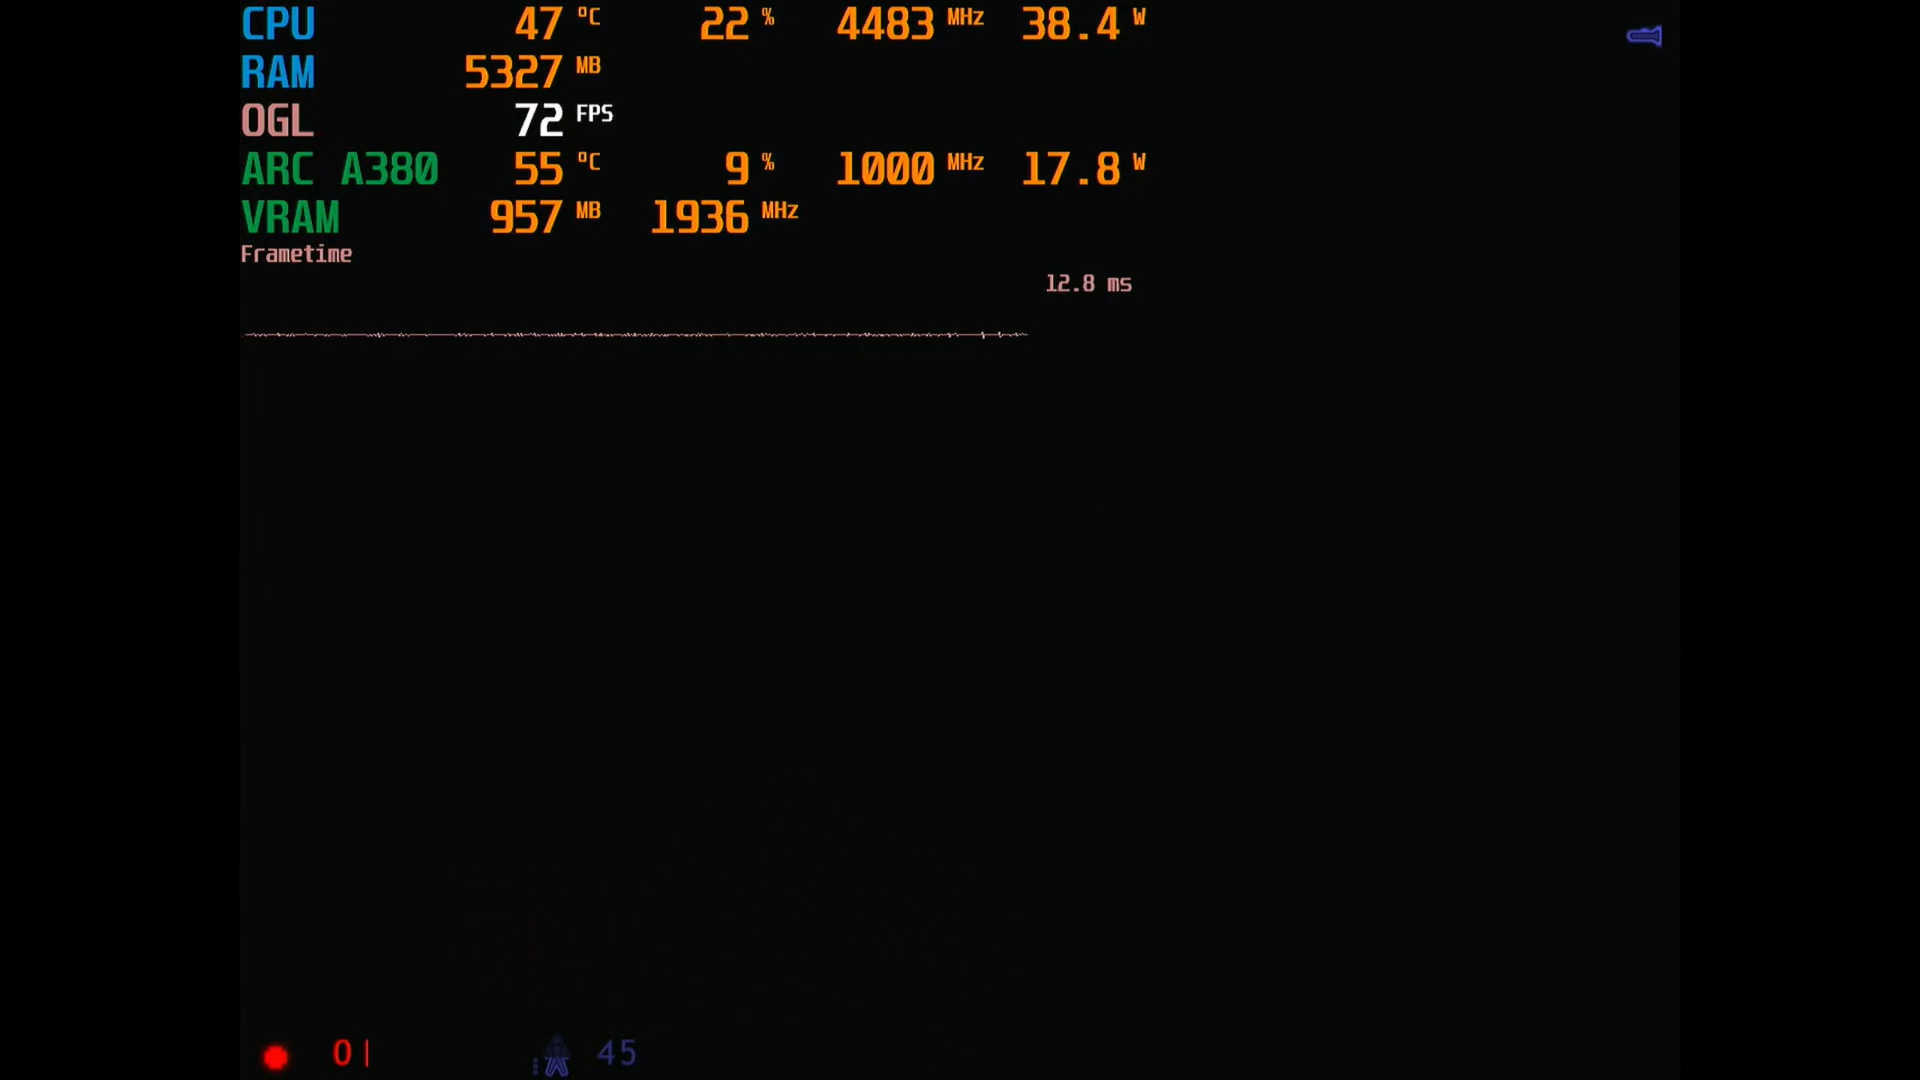 CPU 47 °C 22 % 4483 MHz 38.4 W
RAM 5327 MB
OGL 72 FPS
ARC A380 55 °C 9 % 1000 MHz 17.8 W
VRAM 957 MB 1936 MHz
Frametime
12.8 ms
0 | 45